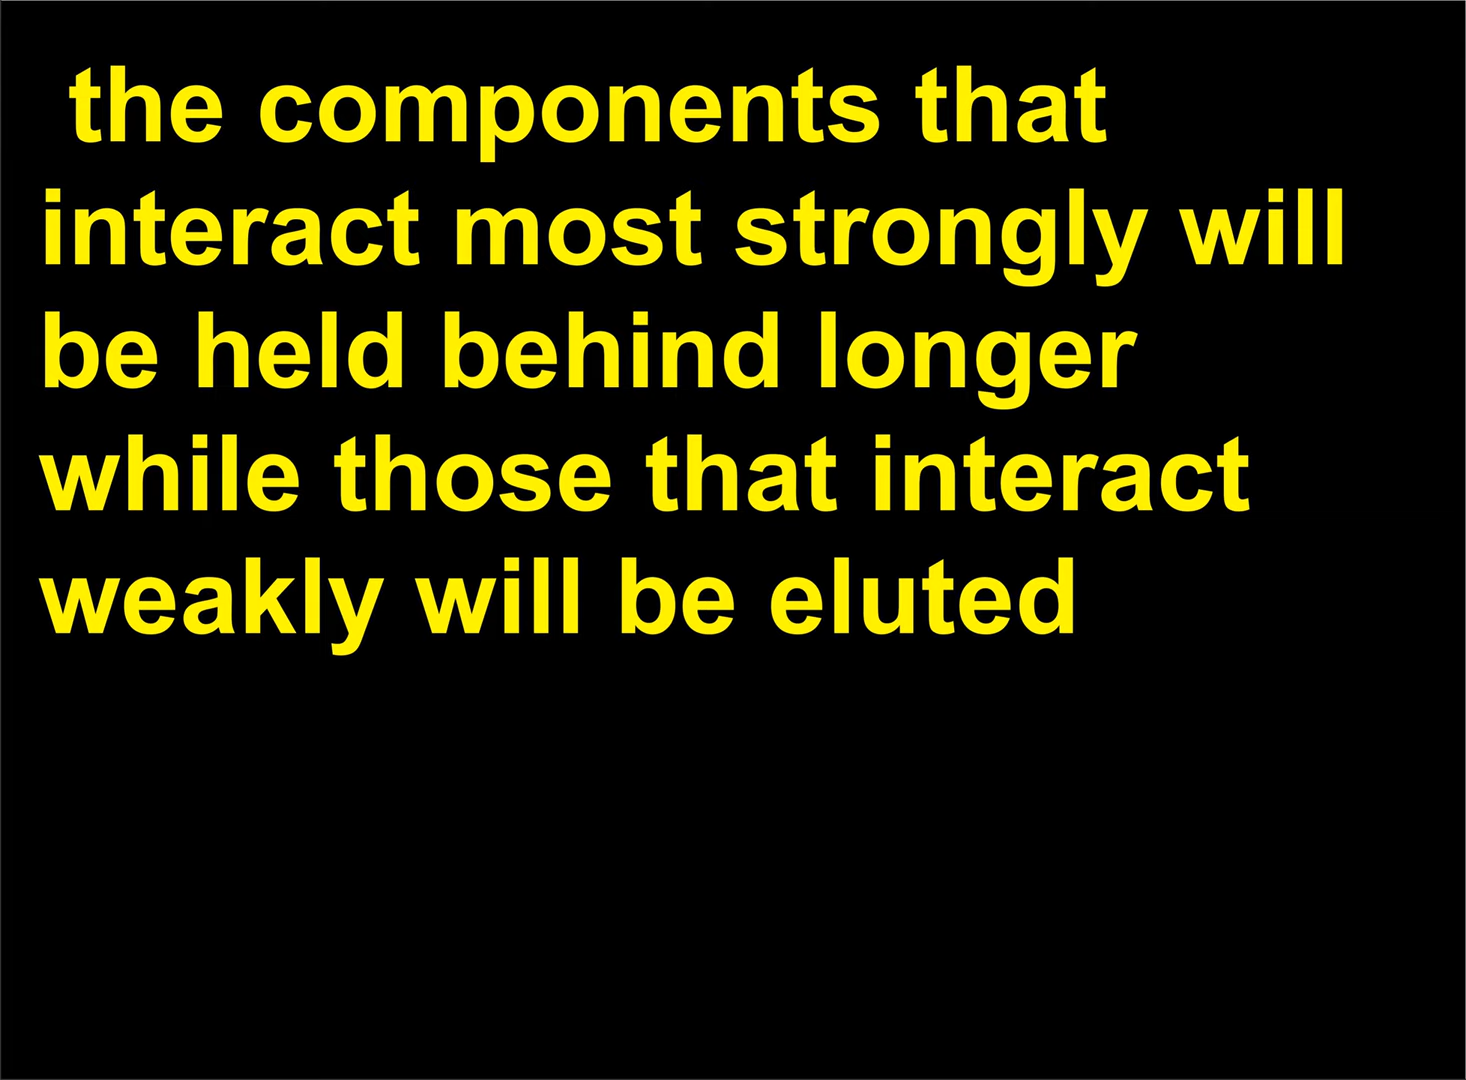 the components that
interact most strongly will
be held behind longer
while those that interact
weakly will be eluted